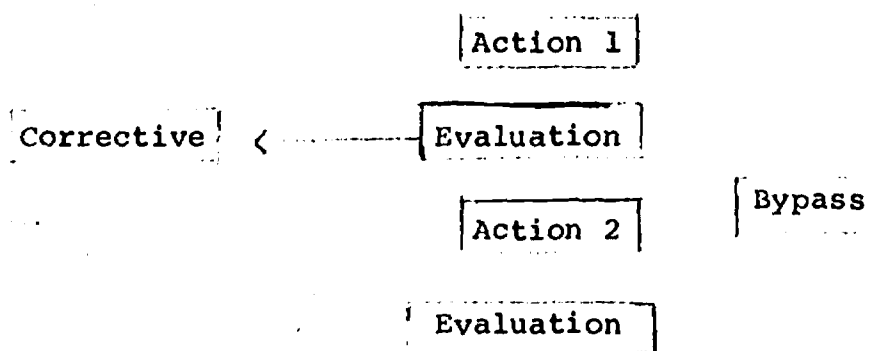 Action 1
Corrective Evaluation
Bypass
Action 2
Evaluation